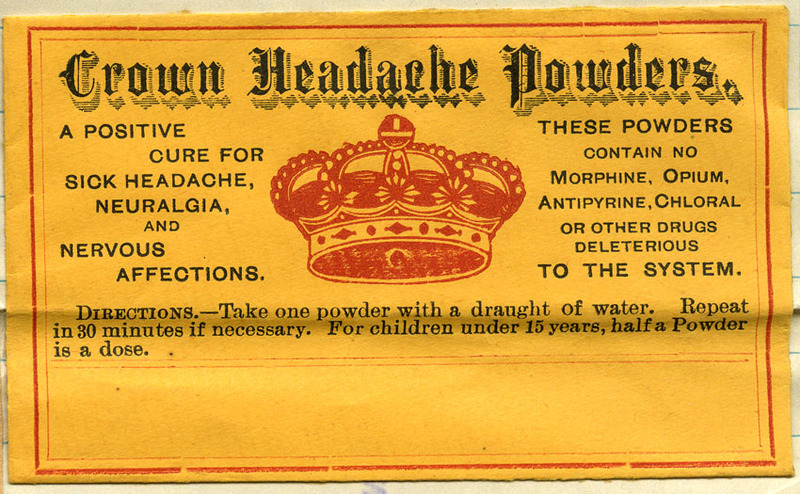 Crown Headache Powders.
A POSITIVE
CURE FOR
SICK HEADACHE,
NEURALGIA,
AND
NERVOUS
AFFECTIONS.
THESE POWDERS
CONTAIN NO
MORPHINE, OPIUM,
ANTIPYRINE, CHLORAL
OR OTHER DRUGS
DELETERIOUS
TO THE SYSTEM.
DIRECTIONS.—Take one powder with a draught of water. Repeat
in 30 minutes if necessary. For children under 15 years, half a Powder
is a dose.